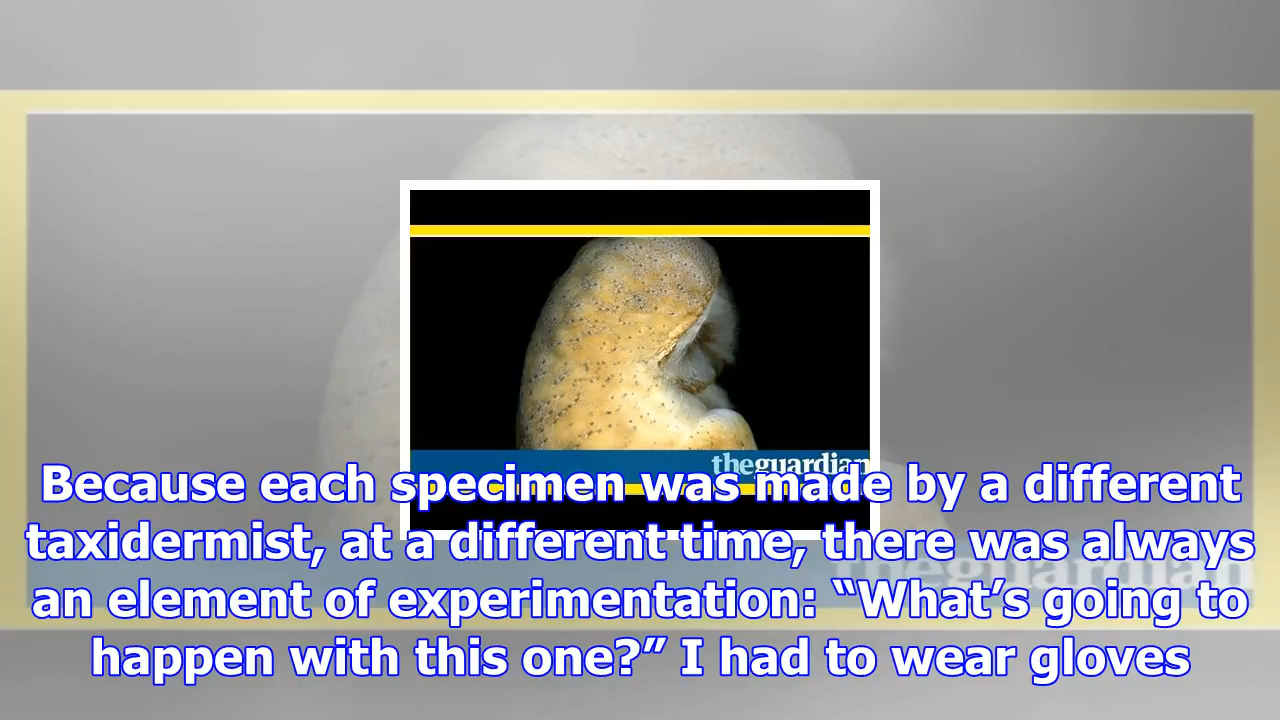 theguardian
Because each specimen was made by a different
taxidermist, at a different time, there was always
an element of experimentation: “What’s going to
happen with this one?” I had to wear gloves
theguardian